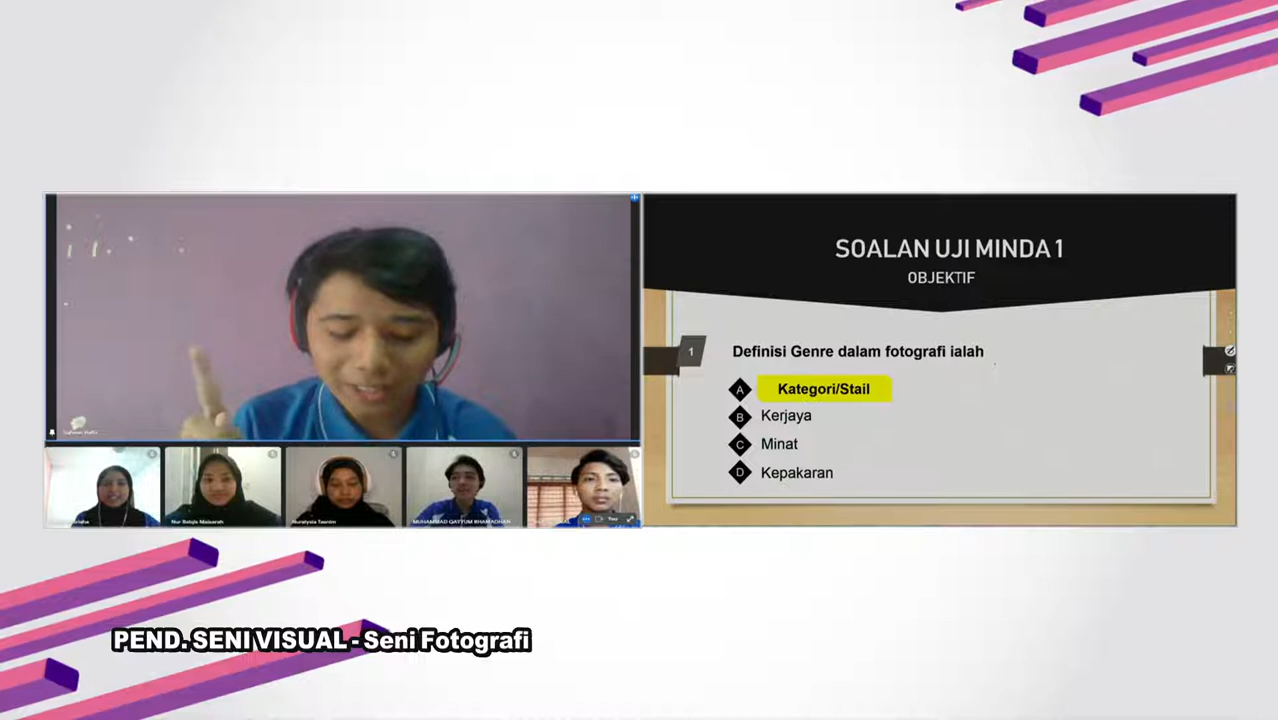 SOALAN UJI MINDA 1
OBJEKTIF
1
Definisi Genre dalam fotografi ialah
A Kategori/Stail
B Kerjaya
C Minat
D Kepakaran
Nur Balqis Maisarah
Nuralysia Tasnim
MUHAMMAD QAYYUM RHAMADHAN
You
PEND. SENI VISUAL - Seni Fotografi